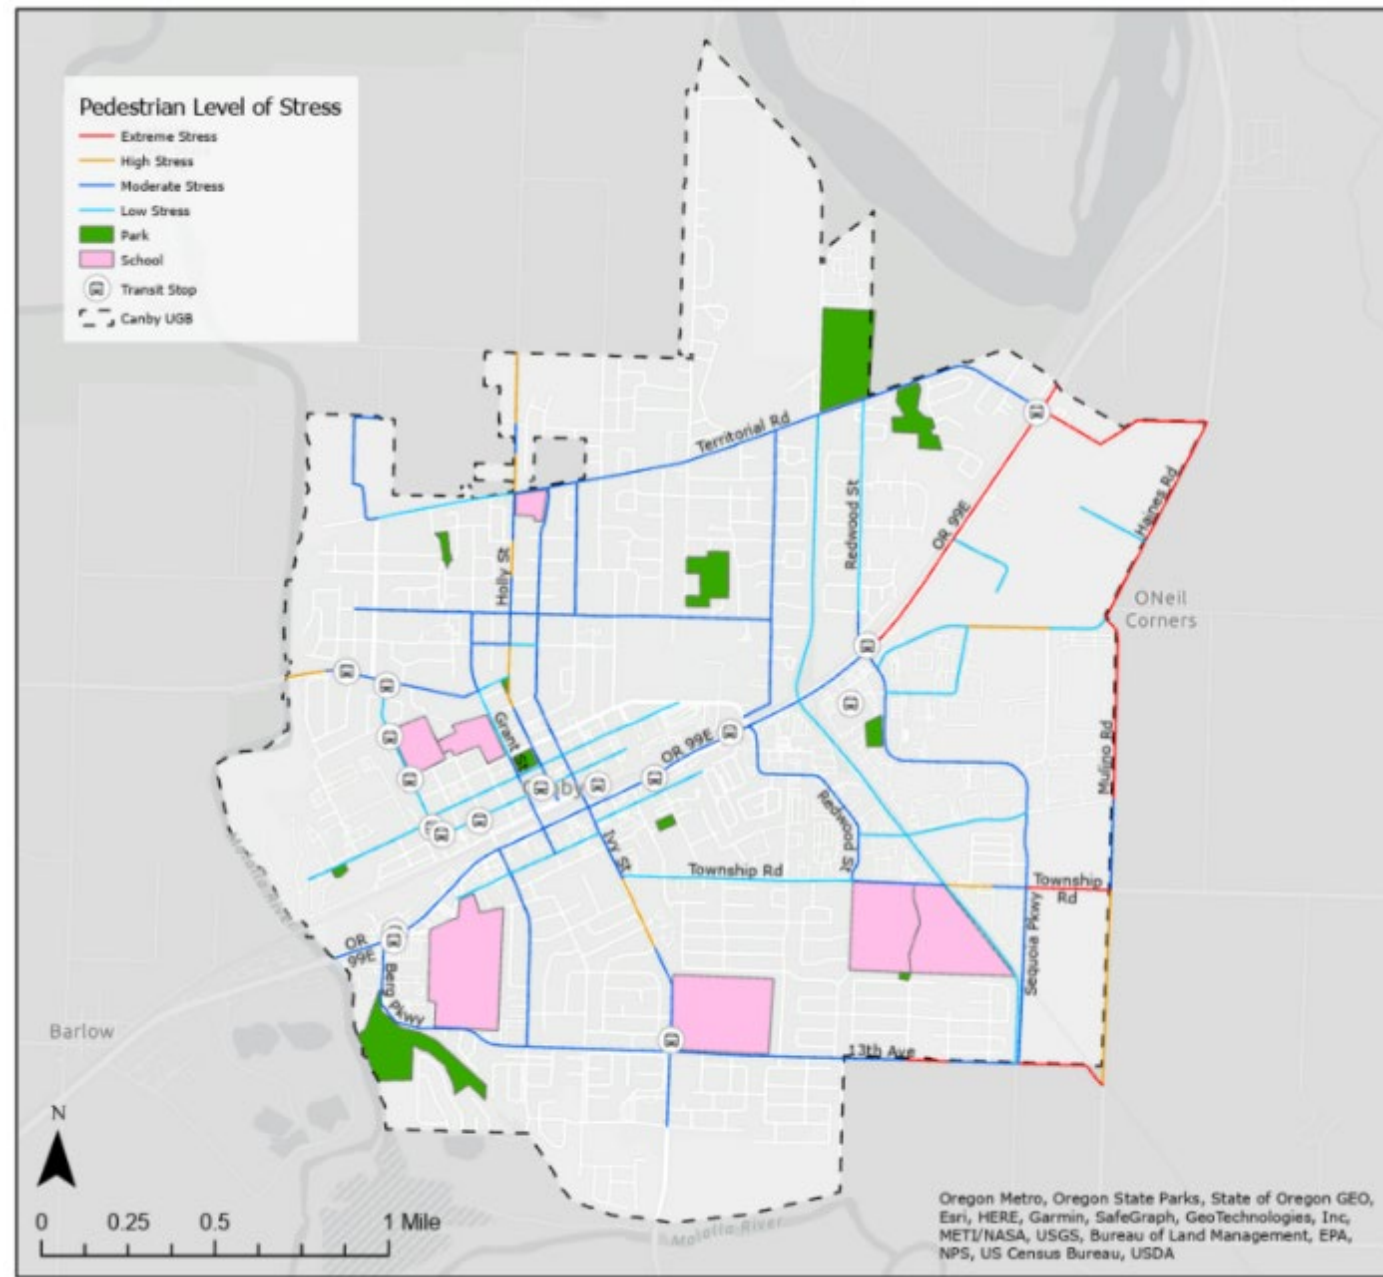 Pedestrian Level of Stress
Extreme Stress
High Stress
Moderate Stress
Low Stress
Park
School
Transit Stop
Canby UGB
Territorial Rd
Redwood St
OR 99E
Haines Rd
Holly St
ONeil
Corners
Grant St
OR 99E
Mulino Rd
Redwood St
Ivy St
Township Rd
Township
Rd
Molalla River
OR
99E
Berg
Pkwy
Sequoia Pkwy
Barlow
13th Ave
N
0 0.25 0.5 1 Mile
Molalla River
Oregon Metro, Oregon State Parks, State of Oregon GEO,
Esri, HERE, Garmin, SafeGraph, GeoTechnologies, Inc,
METI/NASA, USGS, Bureau of Land Management, EPA,
NPS, US Census Bureau, USDA